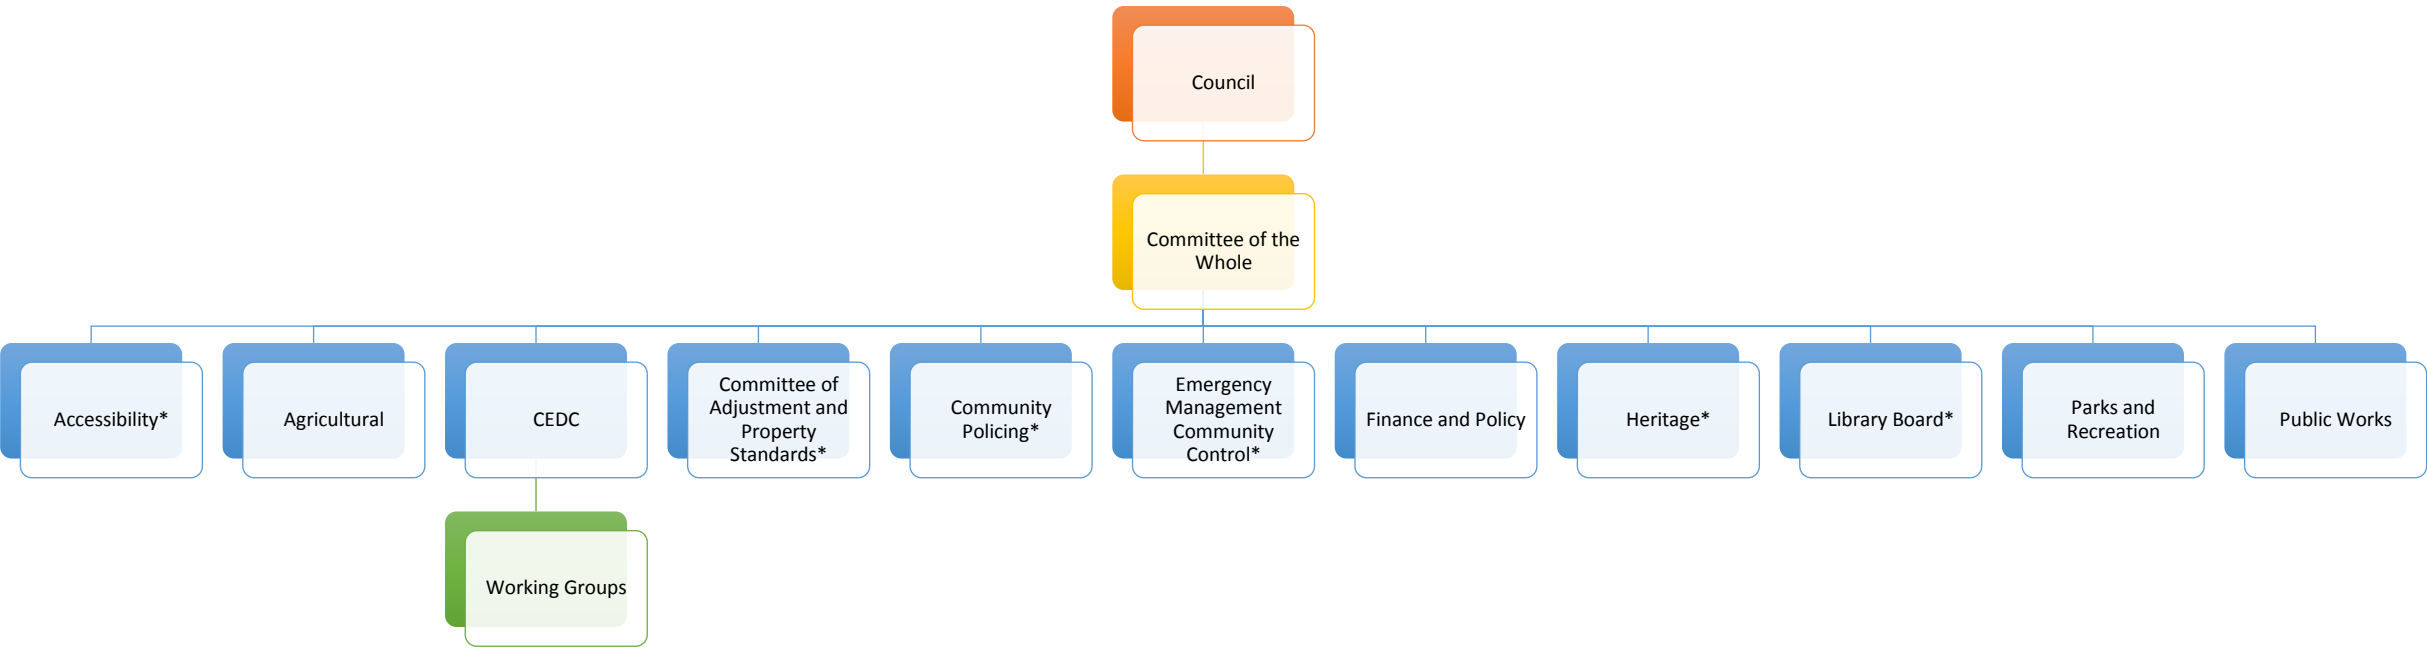 Council
Committee of the
Whole
Accessibility*
Agricultural
CEDC
Committee of
Adjustment and
Property
Standards*
Community
Policing*
Emergency
Management
Community
Control*
Finance and Policy
Heritage*
Library Board*
Parks and
Recreation
Public Works
Working Groups